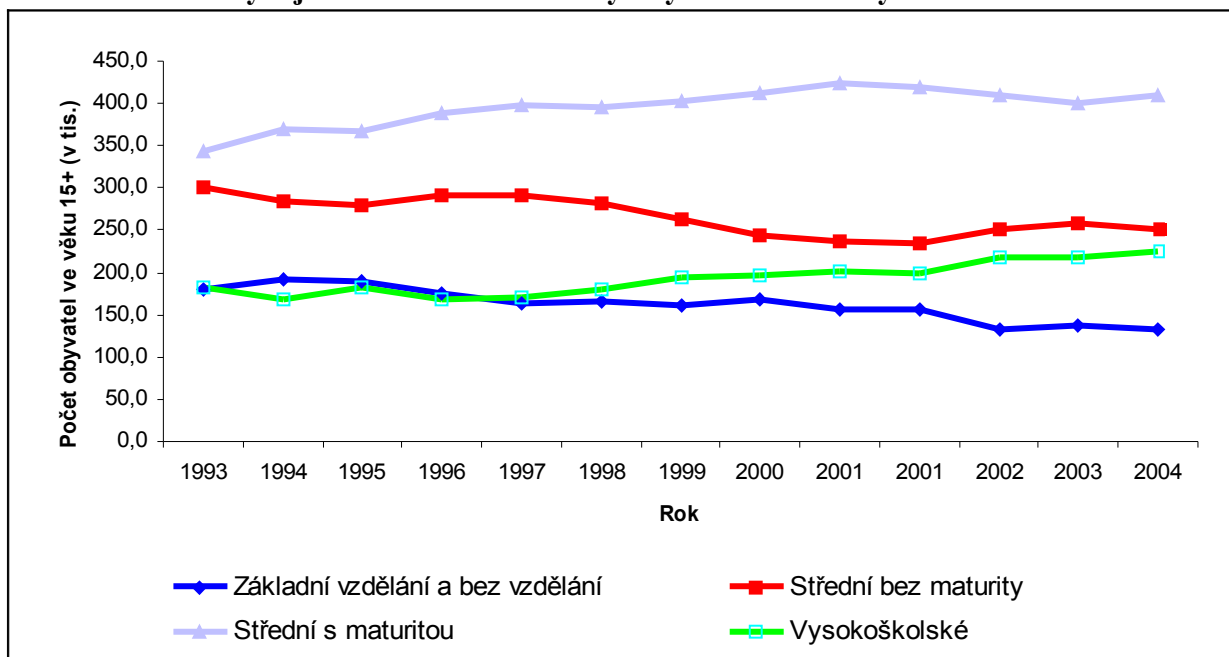 450,0
400,0
350,0
300,0
250,0
200,0
150,0
100,0
50,0
0,0
Počet obyvatel ve věku 15+ (v tis.)
1993 1994 1995 1996 1997 1998 1999 2000 2001 2001 2002 2003 2004
Rok
Základní vzdělání a bez vzdělání
Střední bez maturity
Střední s maturitou
Vysokoškolské